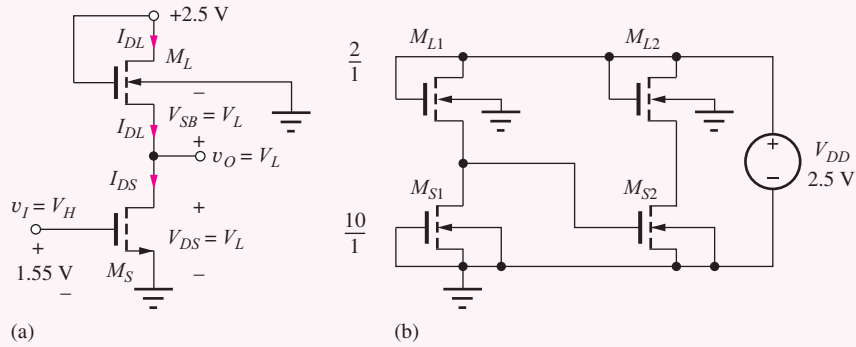 +2.5 V
I_DL
M_L
–
V_SB = V_L
I_DL
+
v_O = V_L
I_DS
v_I = V_H
+
+
V_DS = V_L
1.55 V
M_S
–
–
(a)
M_L1
M_L2
2/1
+
V_DD
–
2.5 V
M_S1
M_S2
10/1
(b)